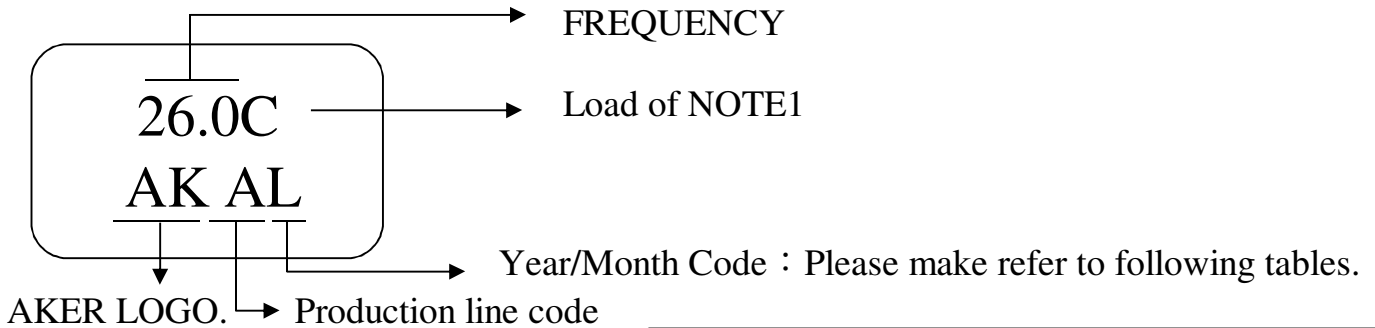 FREQUENCY
26.0C
Load of NOTE1
AK AL
Year/Month Code：Please make refer to following tables.
AKER LOGO.
Production line code